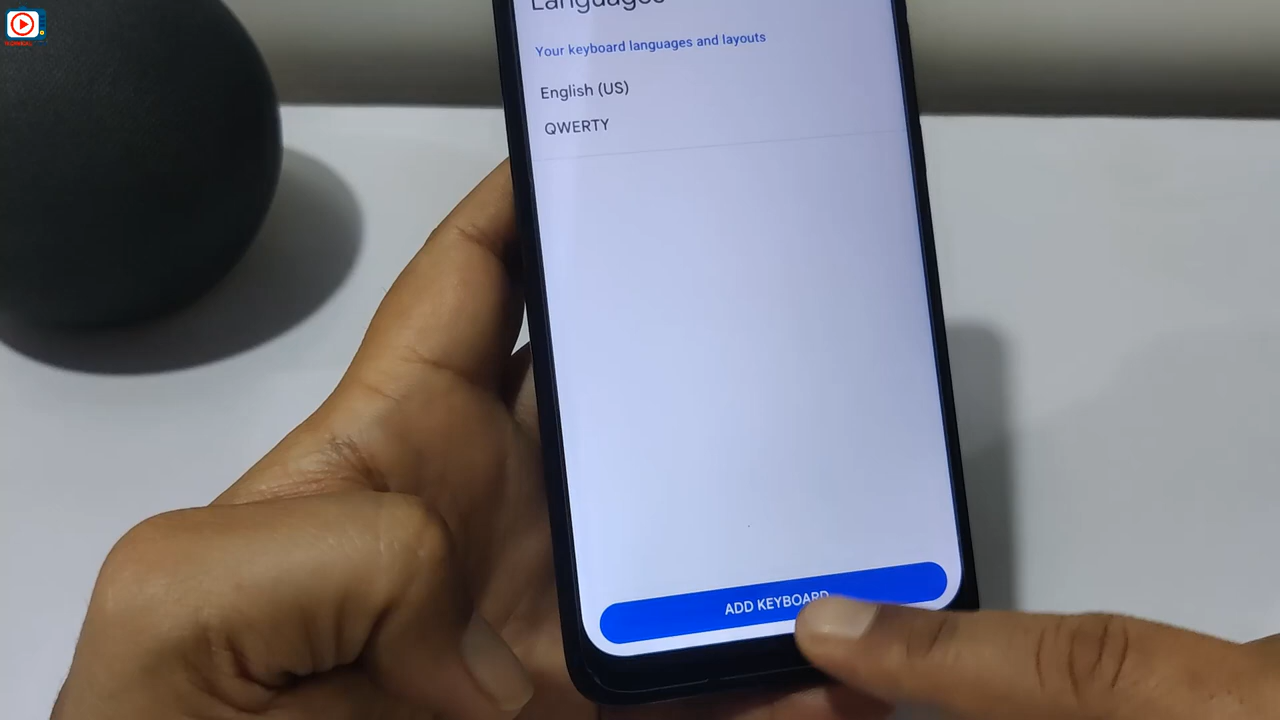 Languages
Your keyboard languages and layouts
English (US)
QWERTY
ADD KEYBOARD